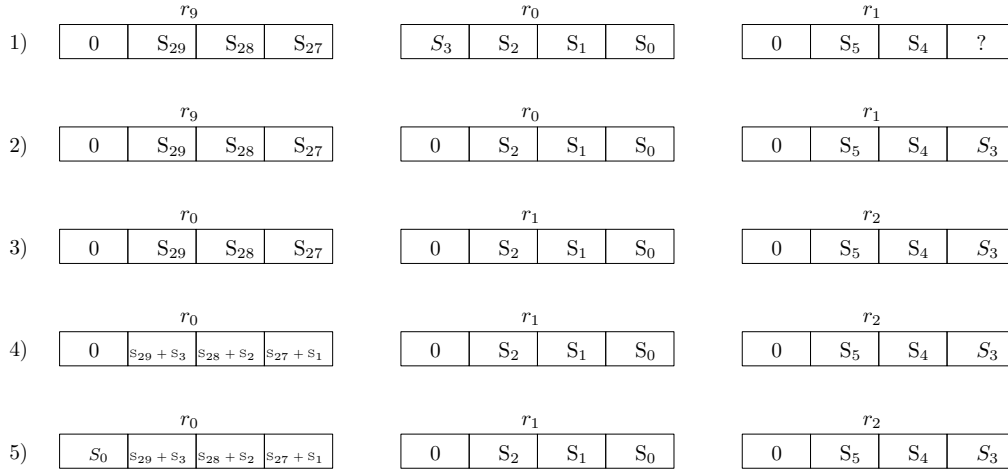 r₉ r₀ r₁
1) 0 S₂₉ S₂₈ S₂₇ S₃ S₂ S₁ S₀ 0 S₅ S₄ ?
r₉ r₀ r₁
2) 0 S₂₉ S₂₈ S₂₇ 0 S₂ S₁ S₀ 0 S₅ S₄ S₃
r₀ r₁ r₂
3) 0 S₂₉ S₂₈ S₂₇ 0 S₂ S₁ S₀ 0 S₅ S₄ S₃
r₀ r₁ r₂
4) 0 S₂₉ + S₃ S₂₈ + S₂ S₂₇ + S₁ 0 S₂ S₁ S₀ 0 S₅ S₄ S₃
r₀ r₁ r₂
5) S₀ S₂₉ + S₃ S₂₈ + S₂ S₂₇ + S₁ 0 S₂ S₁ S₀ 0 S₅ S₄ S₃